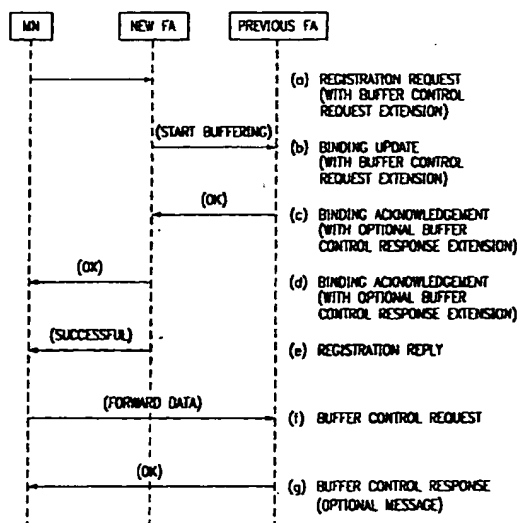 MN NEW FA PREVIOUS FA
(a) REGISTRATION REQUEST
(WITH BUFFER CONTROL
REQUEST EXTENSION)
(START BUFFERING)
(b) BINDING UPDATE
(WITH BUFFER CONTROL
REQUEST EXTENSION)
(OK)
(c) BINDING ACKNOWLEDGEMENT
(WITH OPTIONAL BUFFER
CONTROL RESPONSE EXTENSION)
(OK)
(d) BINDING ACKNOWLEDGEMENT
(WITH OPTIONAL BUFFER
CONTROL RESPONSE EXTENSION)
(SUCCESSFUL)
(e) REGISTRATION REPLY
(FORWARD DATA)
(f) BUFFER CONTROL REQUEST
(OK)
(g) BUFFER CONTROL RESPONSE
(OPTIONAL MESSAGE)